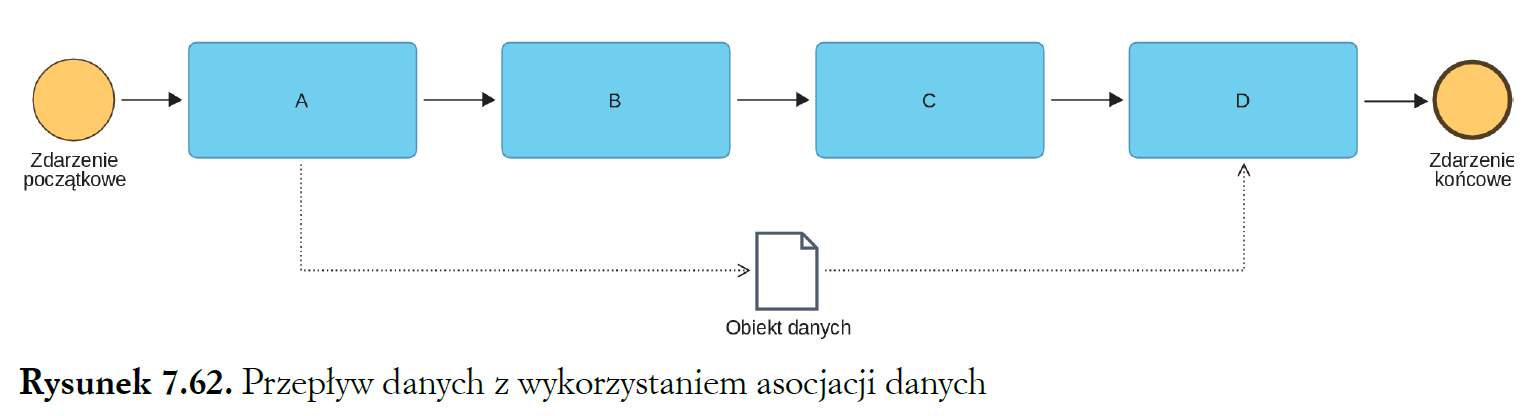 A
B
C
D
Zdarzenie
początkowe
Zdarzenie
końcowe
Obiekt danych
Rysunek 7.62. Przepływ danych z wykorzystaniem asocjacji danych